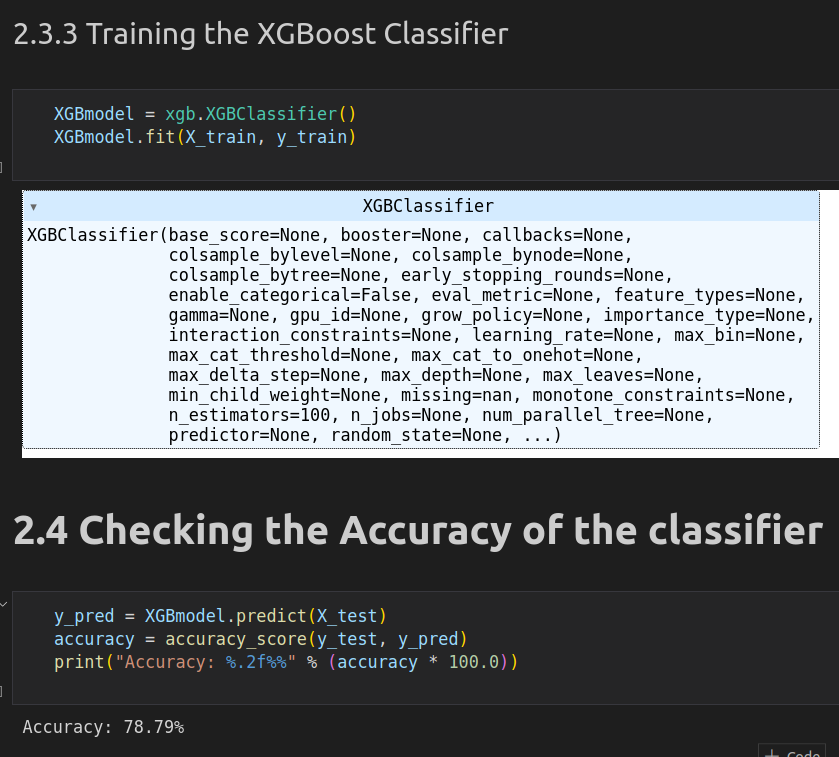 2.3.3 Training the XGBoost Classifier
XGBmodel = xgb.XGBClassifier()
XGBmodel.fit(X_train, y_train)
]
XGBClassifier
XGBClassifier(base_score=None, booster=None, callbacks=None,
colsample_bylevel=None, colsample_bynode=None,
colsample_bytree=None, early_stopping_rounds=None,
enable_categorical=False, eval_metric=None, feature_types=None,
gamma=None, gpu_id=None, grow_policy=None, importance_type=None,
interaction_constraints=None, learning_rate=None, max_bin=None,
max_cat_threshold=None, max_cat_to_onehot=None,
max_delta_step=None, max_depth=None, max_leaves=None,
min_child_weight=None, missing=nan, monotone_constraints=None,
n_estimators=100, n_jobs=None, num_parallel_tree=None,
predictor=None, random_state=None, ...)
2.4 Checking the Accuracy of the classifier
y_pred = XGBmodel.predict(X_test)
accuracy = accuracy_score(y_test, y_pred)
print("Accuracy: %.2f%%" % (accuracy * 100.0))
]
Accuracy: 78.79%
+ Code